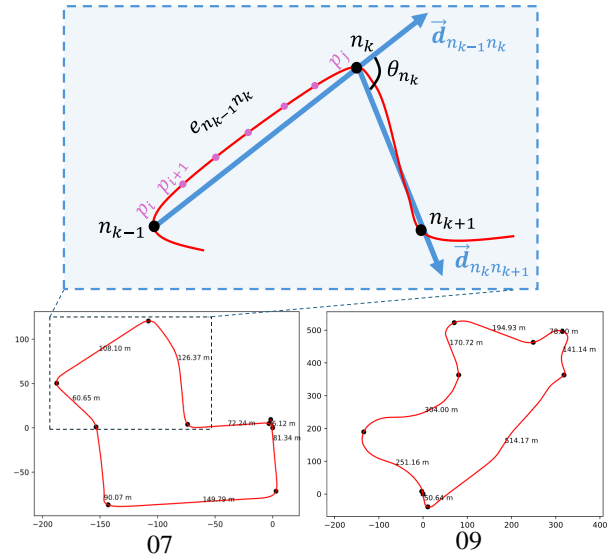 n_k
\vec{d}_{n_{k-1}n_k}
p_j
θ_{n_k}
e_{n_{k-1}n_k}
p_i p_{i+1}
n_{k-1}
n_{k+1}
\vec{d}_{n_k n_{k+1}}
100
50
0
−50
−200 −150 −100 −50 0
108.10 m
126.37 m
60.65 m
72.24 m
6.12 m
81.34 m
90.07 m
149.79 m
07
500
400
300
200
100
0
−200 −100 0 100 200 300 400
194.93 m
170.72 m
141.14 m
304.00 m
514.17 m
251.16 m
50.64 m
09